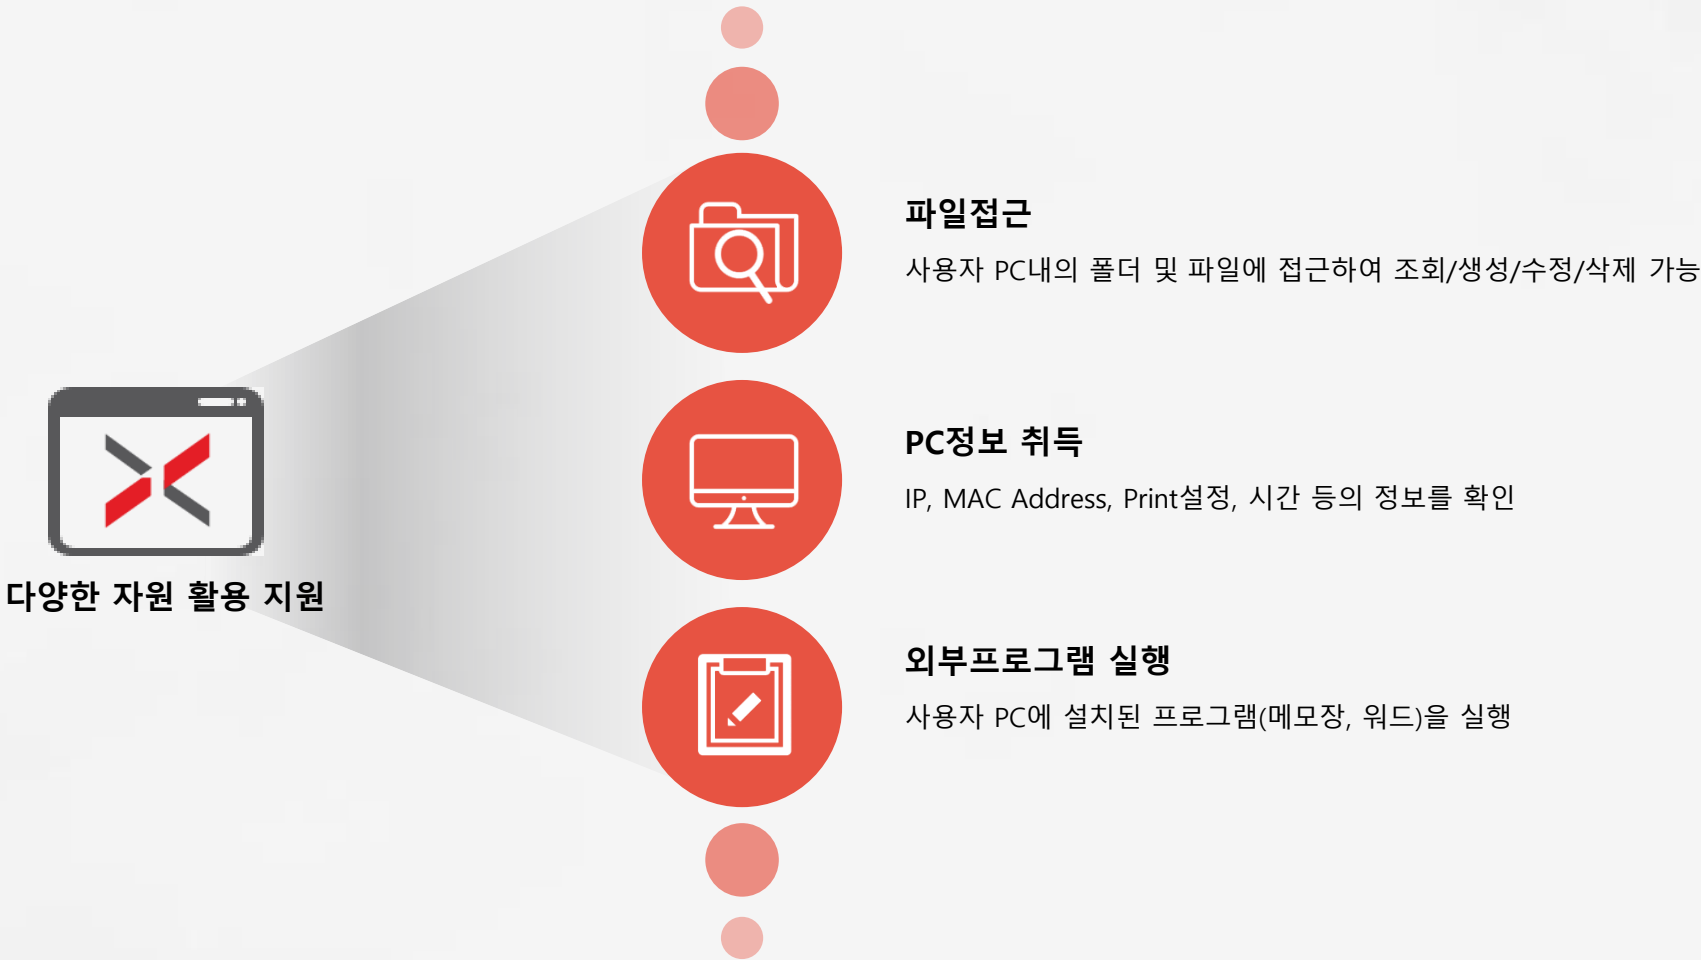 파일접근
사용자 PC내의 폴더 및 파일에 접근하여 조회/생성/수정/삭제 가능
PC정보 취득
IP, MAC Address, Print설정, 시간 등의 정보를 확인
다양한 자원 활용 지원
외부프로그램 실행
사용자 PC에 설치된 프로그램(메모장, 워드)을 실행